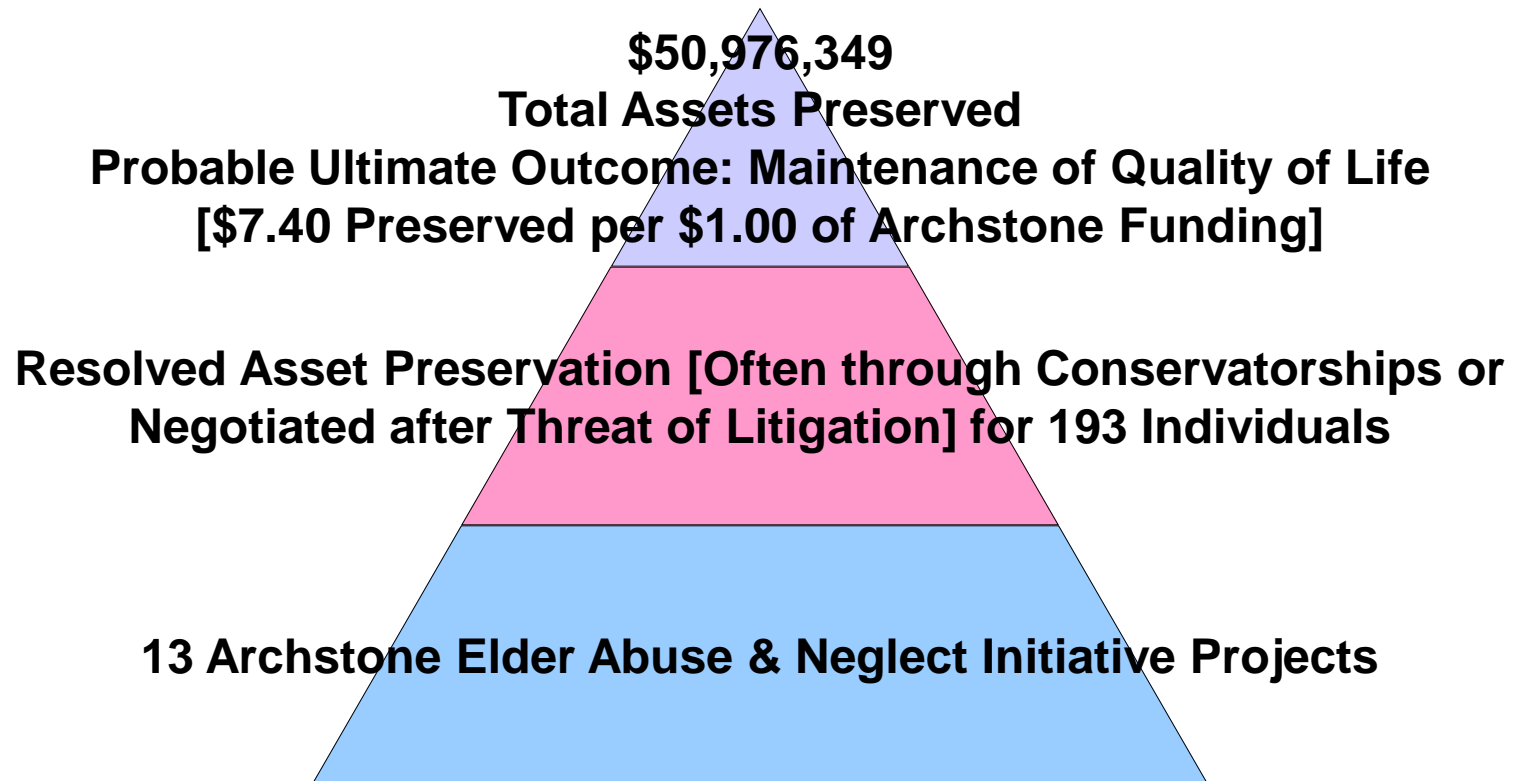 $50,976,349
Total Assets Preserved
Probable Ultimate Outcome: Maintenance of Quality of Life
[$7.40 Preserved per $1.00 of Archstone Funding]
Resolved Asset Preservation [Often through Conservatorships or
Negotiated after Threat of Litigation] for 193 Individuals
13 Archstone Elder Abuse & Neglect Initiative Projects